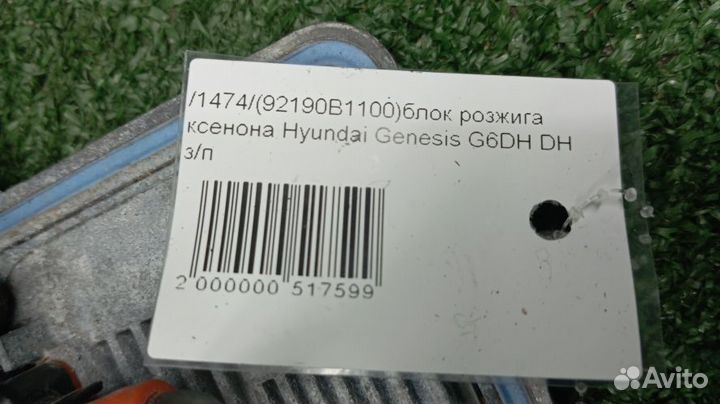 /1474/(92190B1100)блок розжига
ксенона Hyundai Genesis G6DH DH
з/п
2 000000 517599
Avito